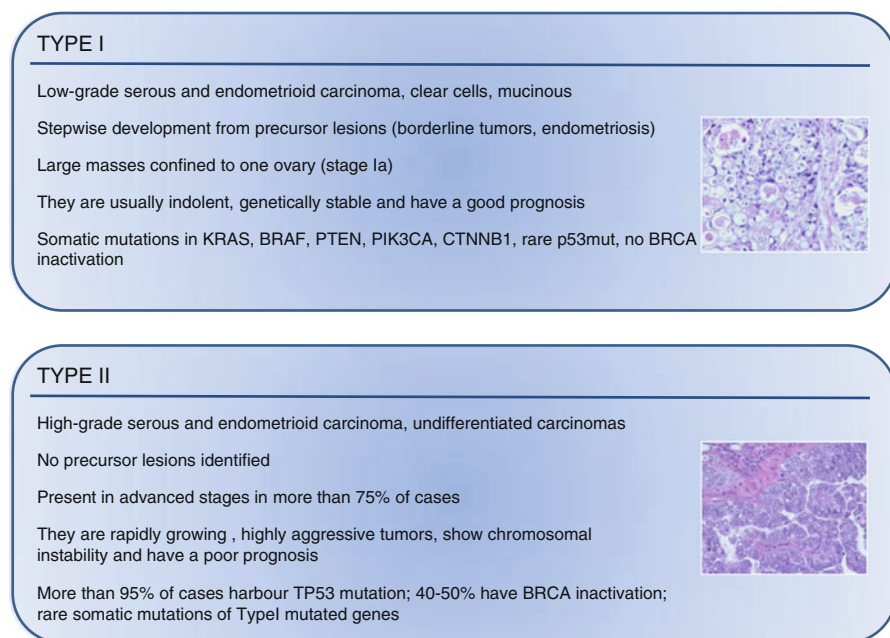 TYPE I
Low-grade serous and endometrioid carcinoma, clear cells, mucinous
Stepwise development from precursor lesions (borderline tumors, endometriosis)
Large masses confined to one ovary (stage Ia)
They are usually indolent, genetically stable and have a good prognosis
Somatic mutations in KRAS, BRAF, PTEN, PIK3CA, CTNNB1, rare p53mut, no BRCA
inactivation
TYPE II
High-grade serous and endometrioid carcinoma, undifferentiated carcinomas
No precursor lesions identified
Present in advanced stages in more than 75% of cases
They are rapidly growing , highly aggressive tumors, show chromosomal
instability and have a poor prognosis
More than 95% of cases harbour TP53 mutation; 40-50% have BRCA inactivation;
rare somatic mutations of TypeI mutated genes